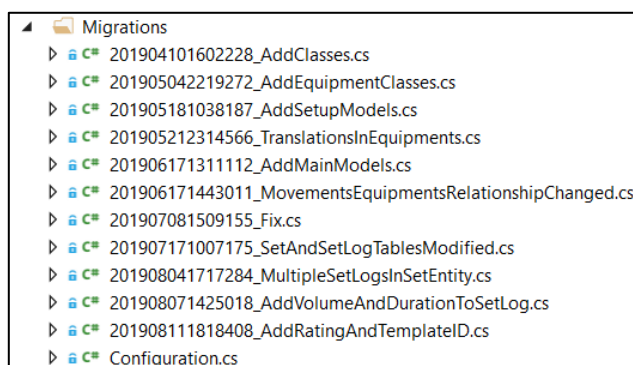 Migrations
C# 201904101602228_AddClasses.cs
C# 201905042219272_AddEquipmentClasses.cs
C# 201905181038187_AddSetupModels.cs
C# 201905212314566_TranslationsInEquipments.cs
C# 201906171311112_AddMainModels.cs
C# 201906171443011_MovementsEquipmentsRelationshipChanged.cs
C# 201907081509155_Fix.cs
C# 201907171007175_SetAndSetLogTablesModified.cs
C# 201908041717284_MultipleSetLogsInSetEntity.cs
C# 201908071425018_AddVolumeAndDurationToSetLog.cs
C# 201908111818408_AddRatingAndTemplateID.cs
C# Configuration.cs